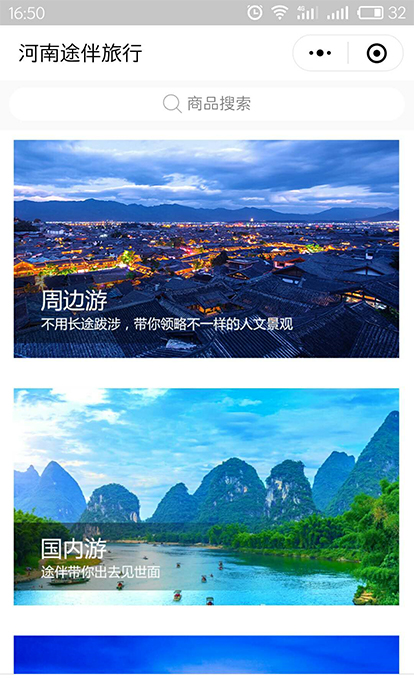 16:50
4G
32
河南途伴旅行
商品搜索
周边游
不用长途跋涉，带你领略不一样的人文景观
国内游
途伴带你出去见世面